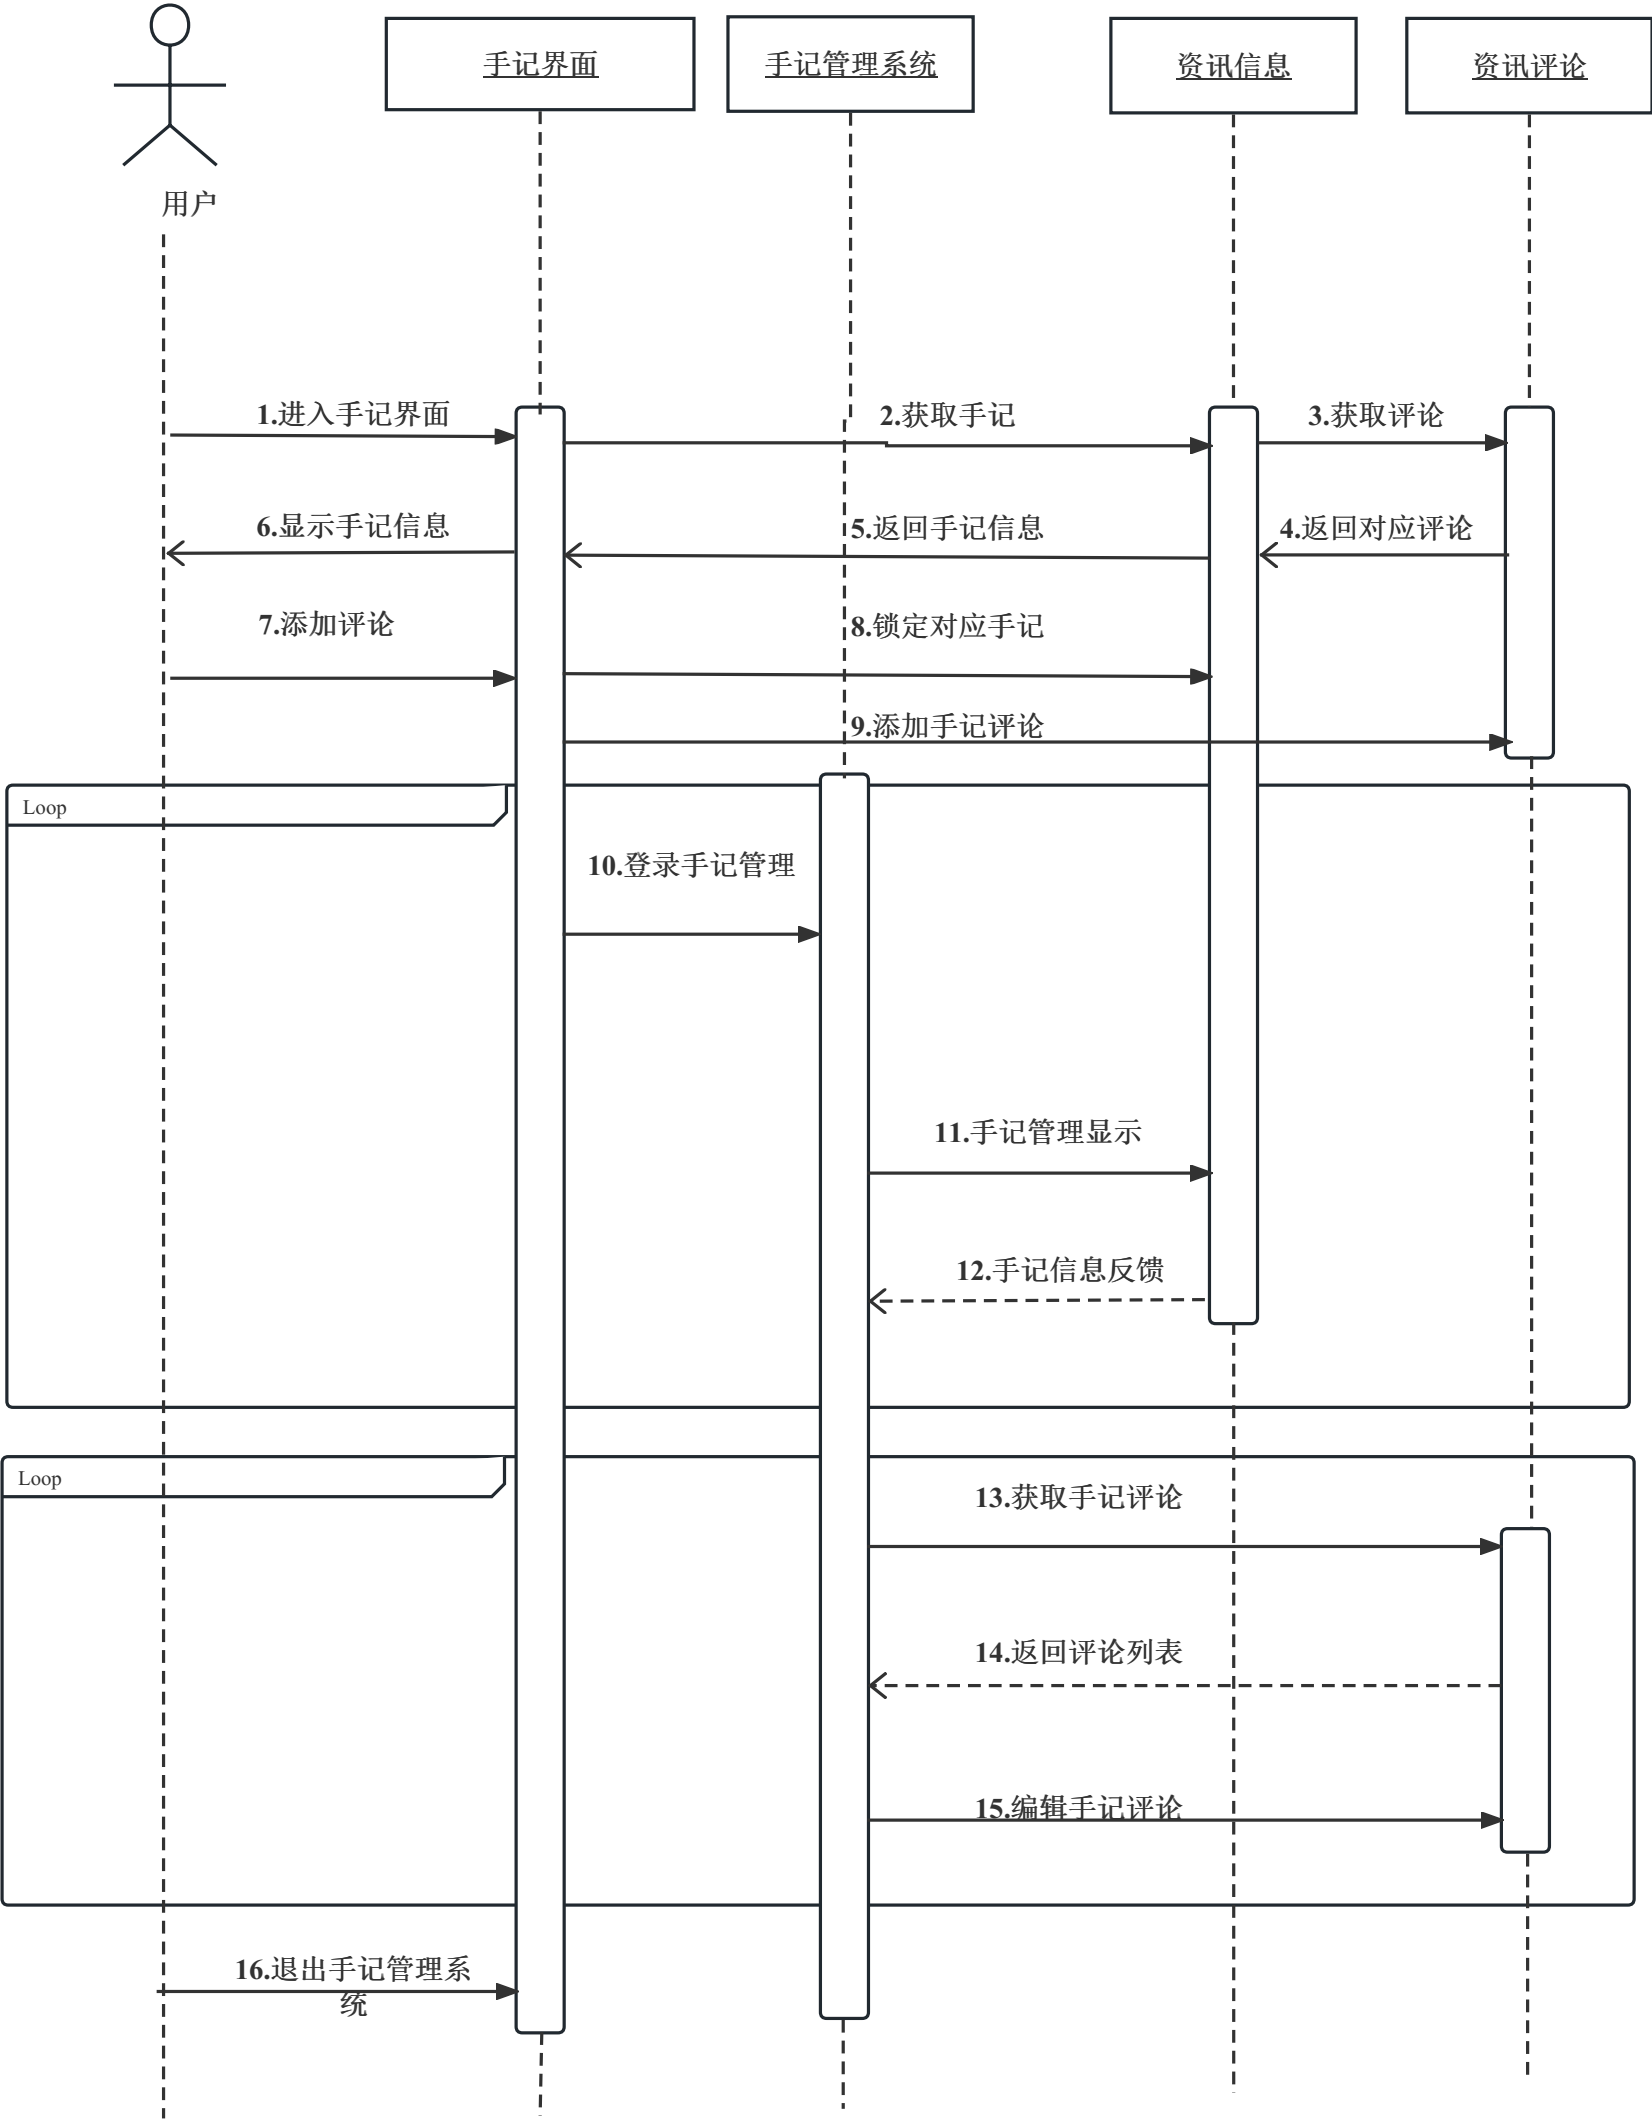 手记界面
手记管理系统
资讯信息
资讯评论
用户
1.进入手记界面
2.获取手记
3.获取评论
6.显示手记信息
5.返回手记信息
4.返回对应评论
7.添加评论
8.锁定对应手记
9.添加手记评论
Loop
10.登录手记管理
11.手记管理显示
12.手记信息反馈
Loop
13.获取手记评论
14.返回评论列表
15.编辑手记评论
16.退出手记管理系
统